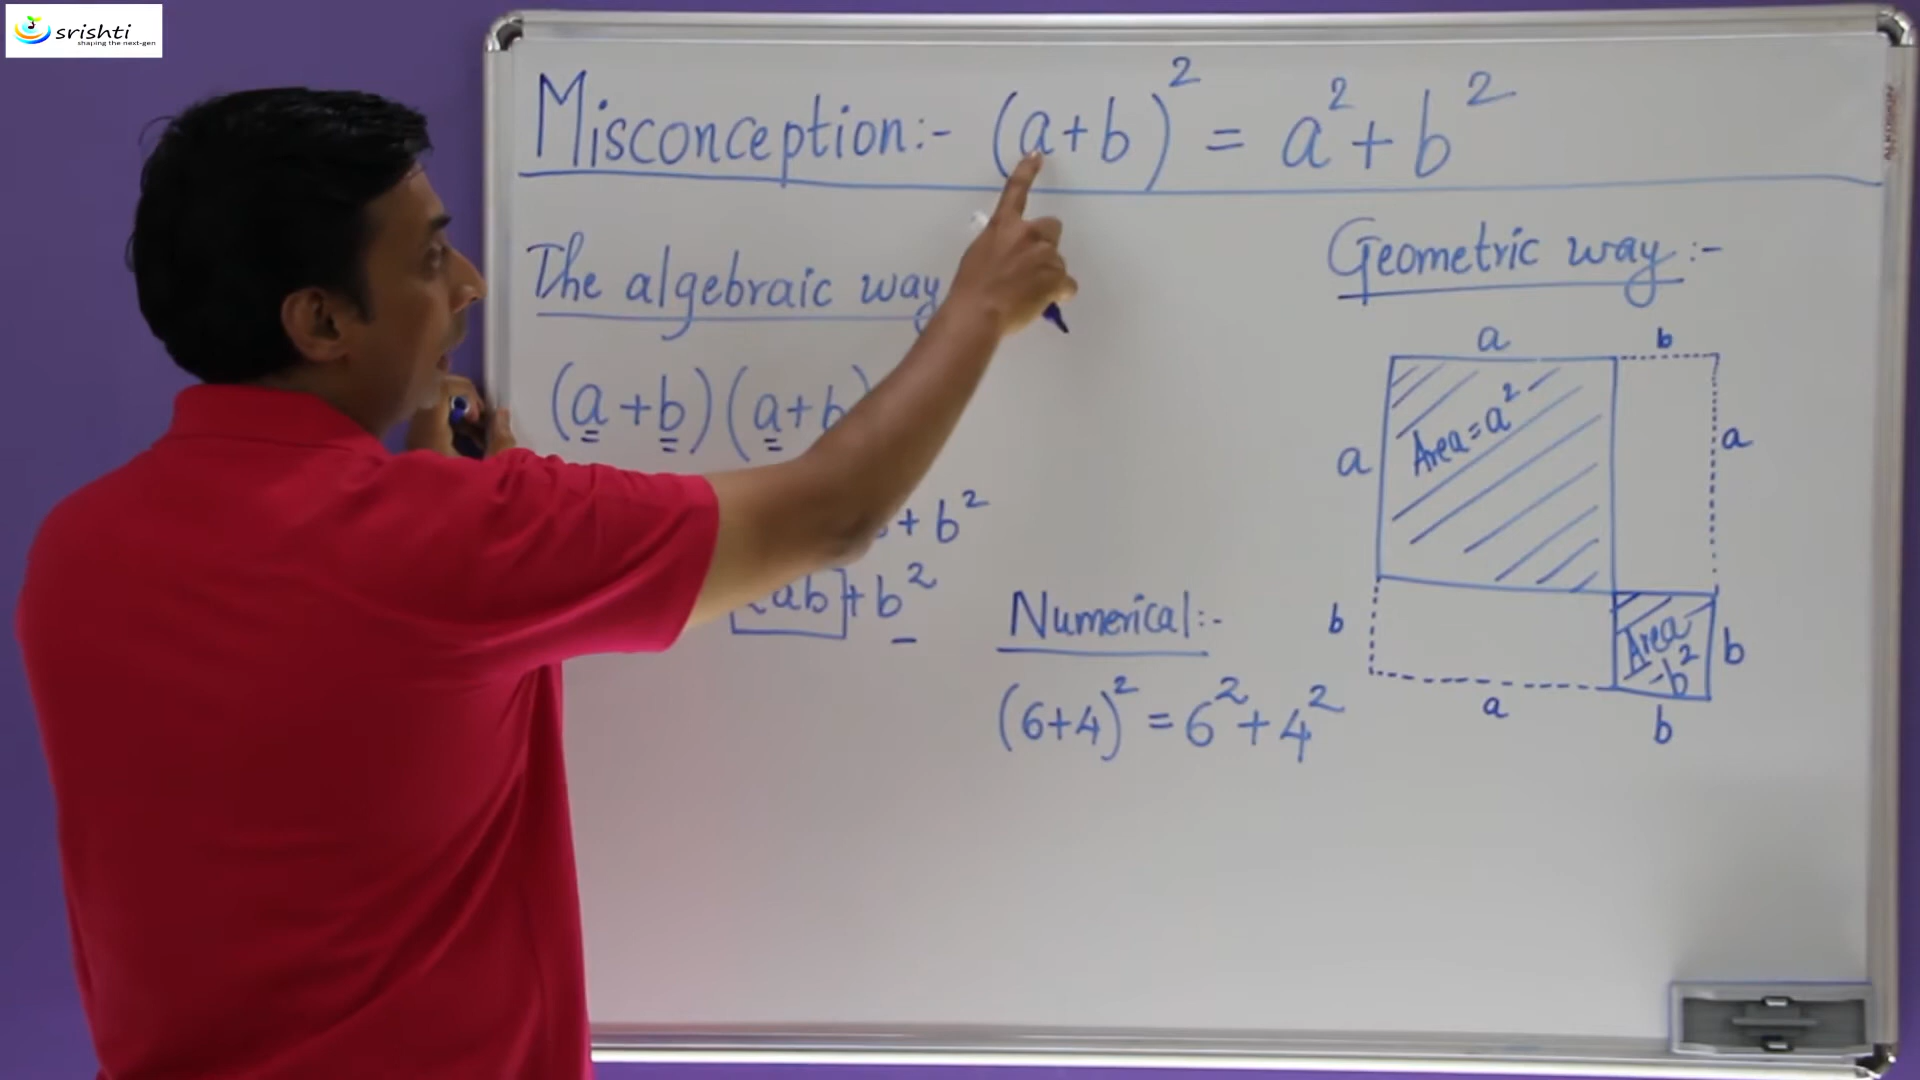 srishti
shaping the next-gen
Misconception:- (a+b)² = a²+b²
The algebraic way
(a+b)(a+b
+ b²
ab + b²
Numerical:-
(6+4)² = 6²+4²
Geometric way:-
a b
Area=a²
a a
b
Area
b²
b
a
b